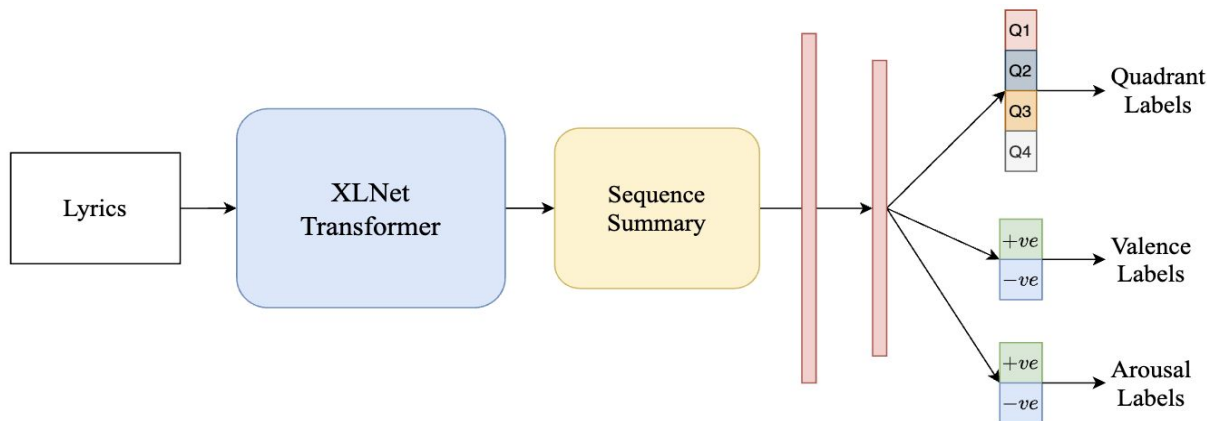 Lyrics
XLNet
Transformer
Sequence
Summary
Q1
Q2
Q3
Q4
Quadrant
Labels
+ve
-ve
Valence
Labels
+ve
-ve
Arousal
Labels